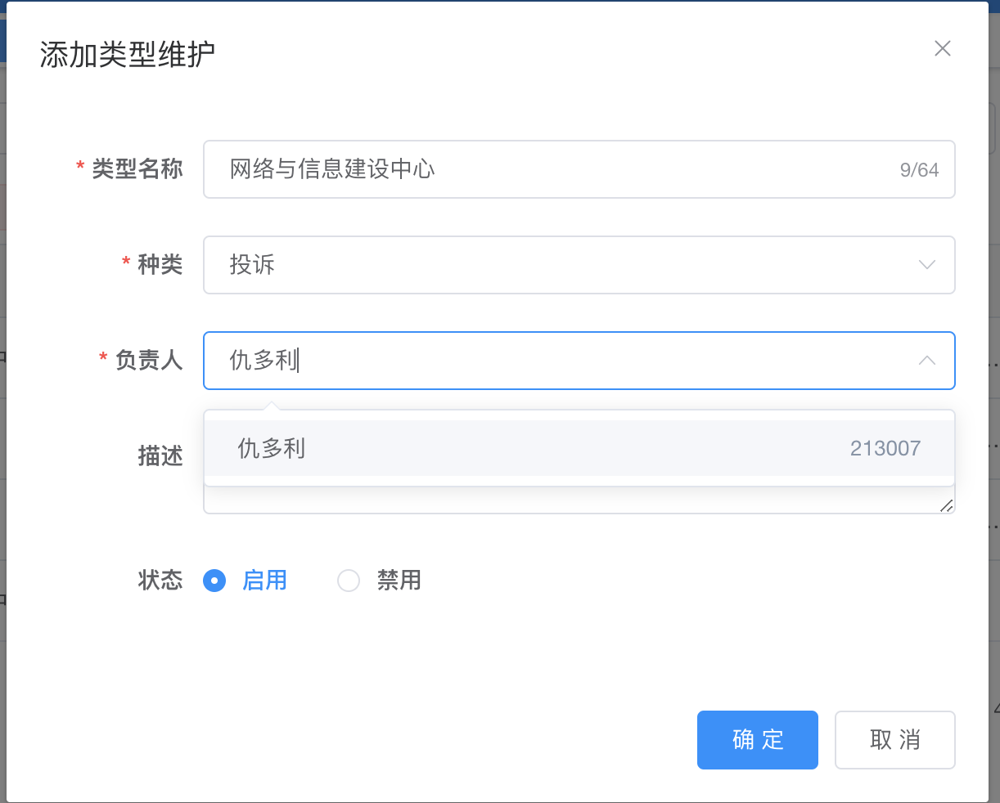 添加类型维护
* 类型名称 网络与信息建设中心 9/64
* 种类 投诉
* 负责人 仇多利
仇多利 213007
描述
状态 启用 禁用
确 定 取 消